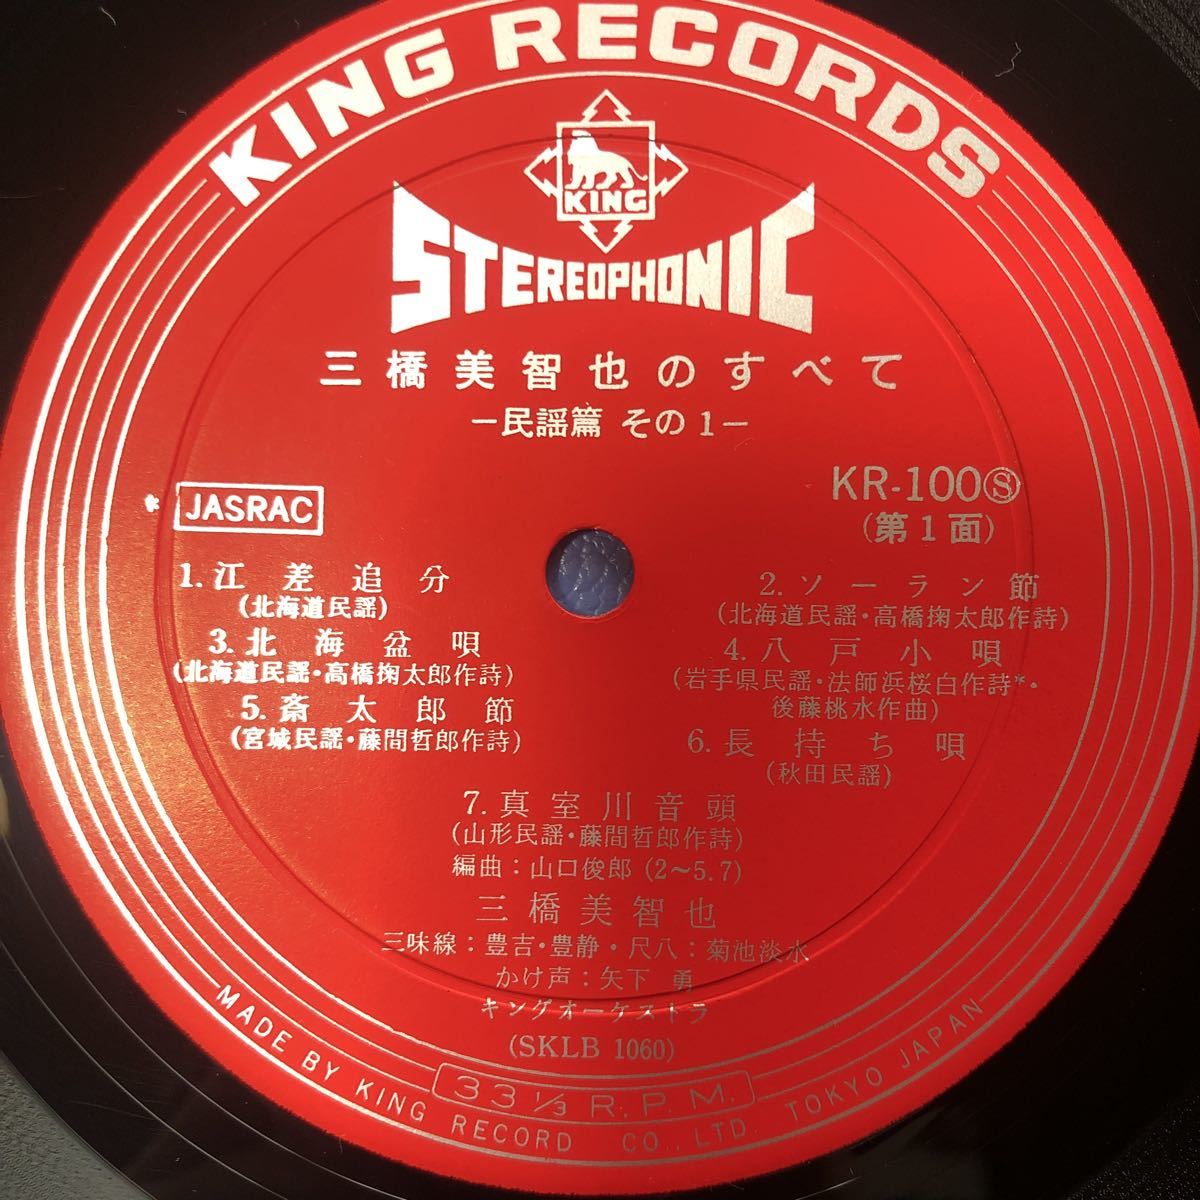 KING RECORDS
KING
STEREOPHONIC
三橋美智也のすべて
−民謡篇 その1−
* JASRAC
KR-100Ⓢ
(第1面)
1. 江差追分
(北海道民謡)
2. ソーラン節
(北海道民謡・高橋掬太郎作詩)
3. 北海盆唄
(北海道民謡・高橋掬太郎作詩)
4. 八戸小唄
(岩手県民謡・法師浜桜白作詩*・
後藤桃水作曲)
5. 斎太郎節
(宮城民謡・藤間哲郎作詩)
6. 長持ち唄
(秋田民謡)
7. 真室川音頭
(山形民謡・藤間哲郎作詩)
編曲：山口俊郎 (2〜5.7)
三橋美智也
三味線：豊吉・豊静・尺八：菊池淡水
かけ声：矢下 勇
キングオーケストラ
(SKLB 1060)
33 1/3 R.P.M.
MADE BY KING RECORD CO., LTD. TOKYO JAPAN